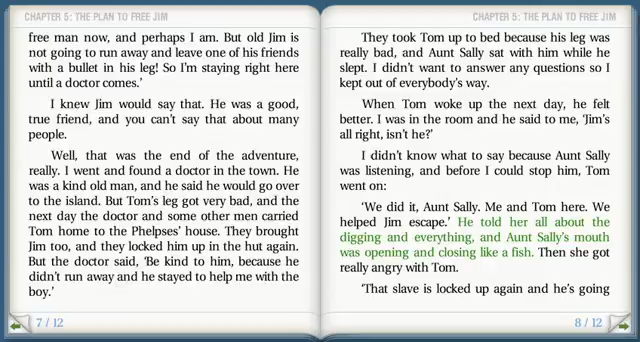 CHAPTER 5: THE PLAN TO FREE JIM
free man now, and perhaps I am. But old Jim is
not going to run away and leave one of his friends
with a bullet in his leg! So I'm staying right here
until a doctor comes.'
I knew Jim would say that. He was a good,
true friend, and you can't say that about many
people.
Well, that was the end of the adventure,
really. I went and found a doctor in the town. He
was a kind old man, and he said he would go over
to the island. But Tom's leg got very bad, and the
next day the doctor and some other men carried
Tom home to the Phelpses' house. They brought
Jim too, and they locked him up in the hut again.
But the doctor said, 'Be kind to him, because he
didn't run away and he stayed to help me with the
boy.'
7 / 12
CHAPTER 5: THE PLAN TO FREE JIM
They took Tom up to bed because his leg was
really bad, and Aunt Sally sat with him while he
slept. I didn't want to answer any questions so I
kept out of everybody's way.
When Tom woke up the next day, he felt
better. I was in the room and he said to me, 'Jim's
all right, isn't he?'
I didn't know what to say because Aunt Sally
was listening, and before I could stop him, Tom
went on:
'We did it, Aunt Sally. Me and Tom here. We
helped Jim escape.' He told her all about the
digging and everything, and Aunt Sally's mouth
was opening and closing like a fish. Then she got
really angry with Tom.
'That slave is locked up again and he's going
8 / 12